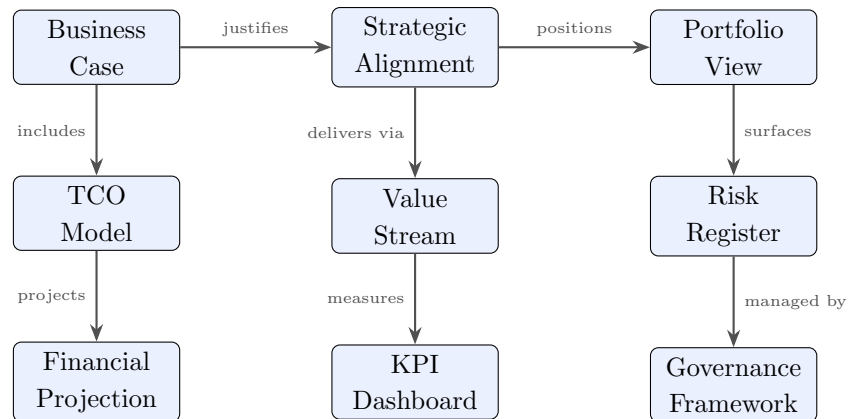 Business
Case
justifies
Strategic
Alignment
positions
Portfolio
View
includes
delivers via
surfaces
TCO
Model
Value
Stream
Risk
Register
projects
measures
managed by
Financial
Projection
KPI
Dashboard
Governance
Framework